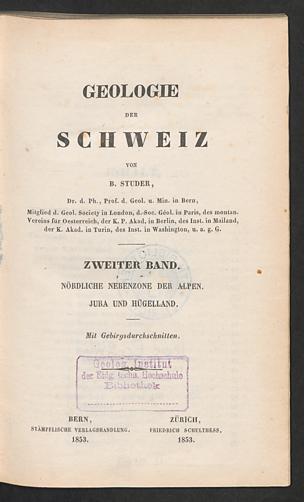 GEOLOGIE
DER
SCHWEIZ
VON
B. STUDER,
Dr. d. Ph., Prof. d. Geol. u. Min. in Bern,
Mitglied d. Geol. Society in London, d. Soc. Géol. in Paris, des montan.
Vereins für Oesterreich, der K. P. Akad. in Berlin, des Inst. in Mailand,
der K. Akad. in Turin, des Inst. in Washington, u. a. g. G.
ZWEITER BAND.
NÖRDLICHE NEBENZONE DER ALPEN.
JURA UND HÜGELLAND.
Mit Gebirgsdurchschnitten.
Geolog. Institut
der Eidg. techn. Hochschule
Bibliothek
BERN,
STÄMPFLISCHE VERLAGSHANDLUNG.
1853.
ZÜRICH,
FRIEDRICH SCHULTHESS,
1853.